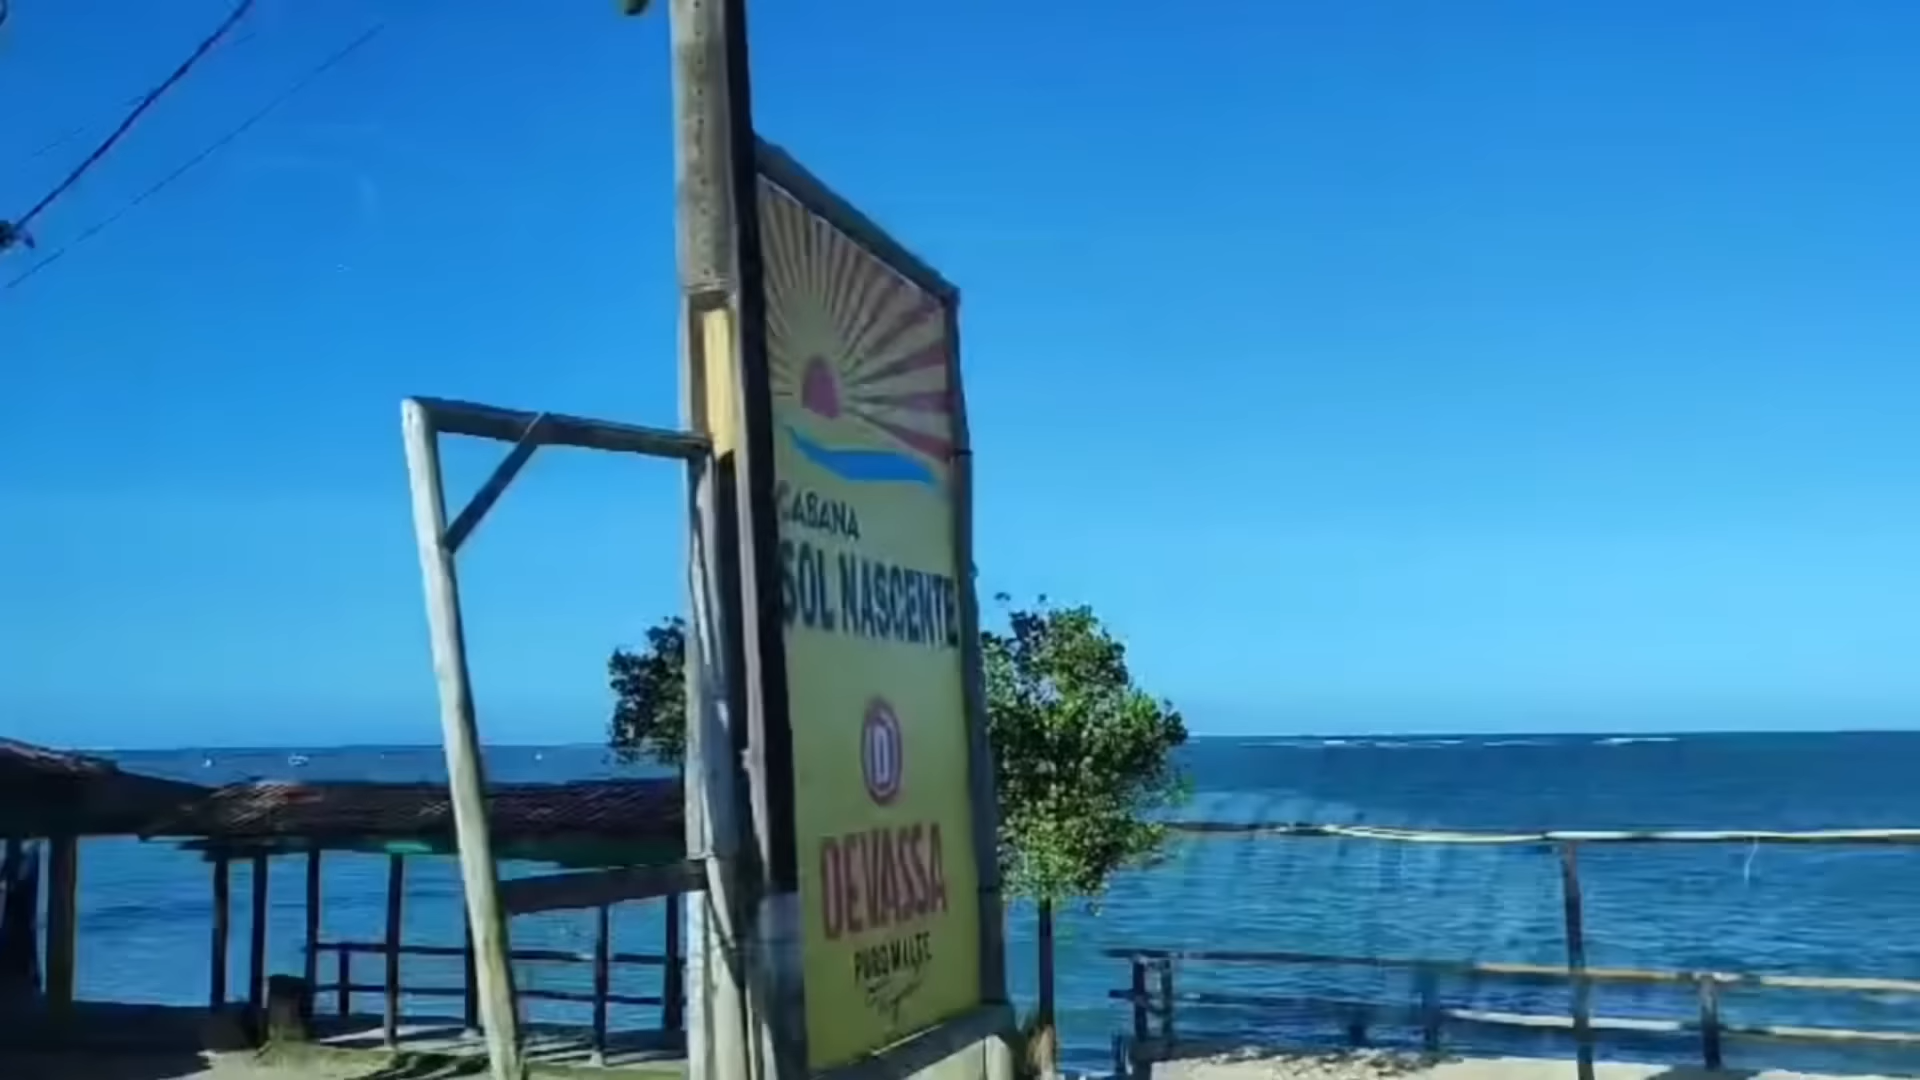 CABANA
SOL NASCENTE
D
DEVASSA
PURO MALTE